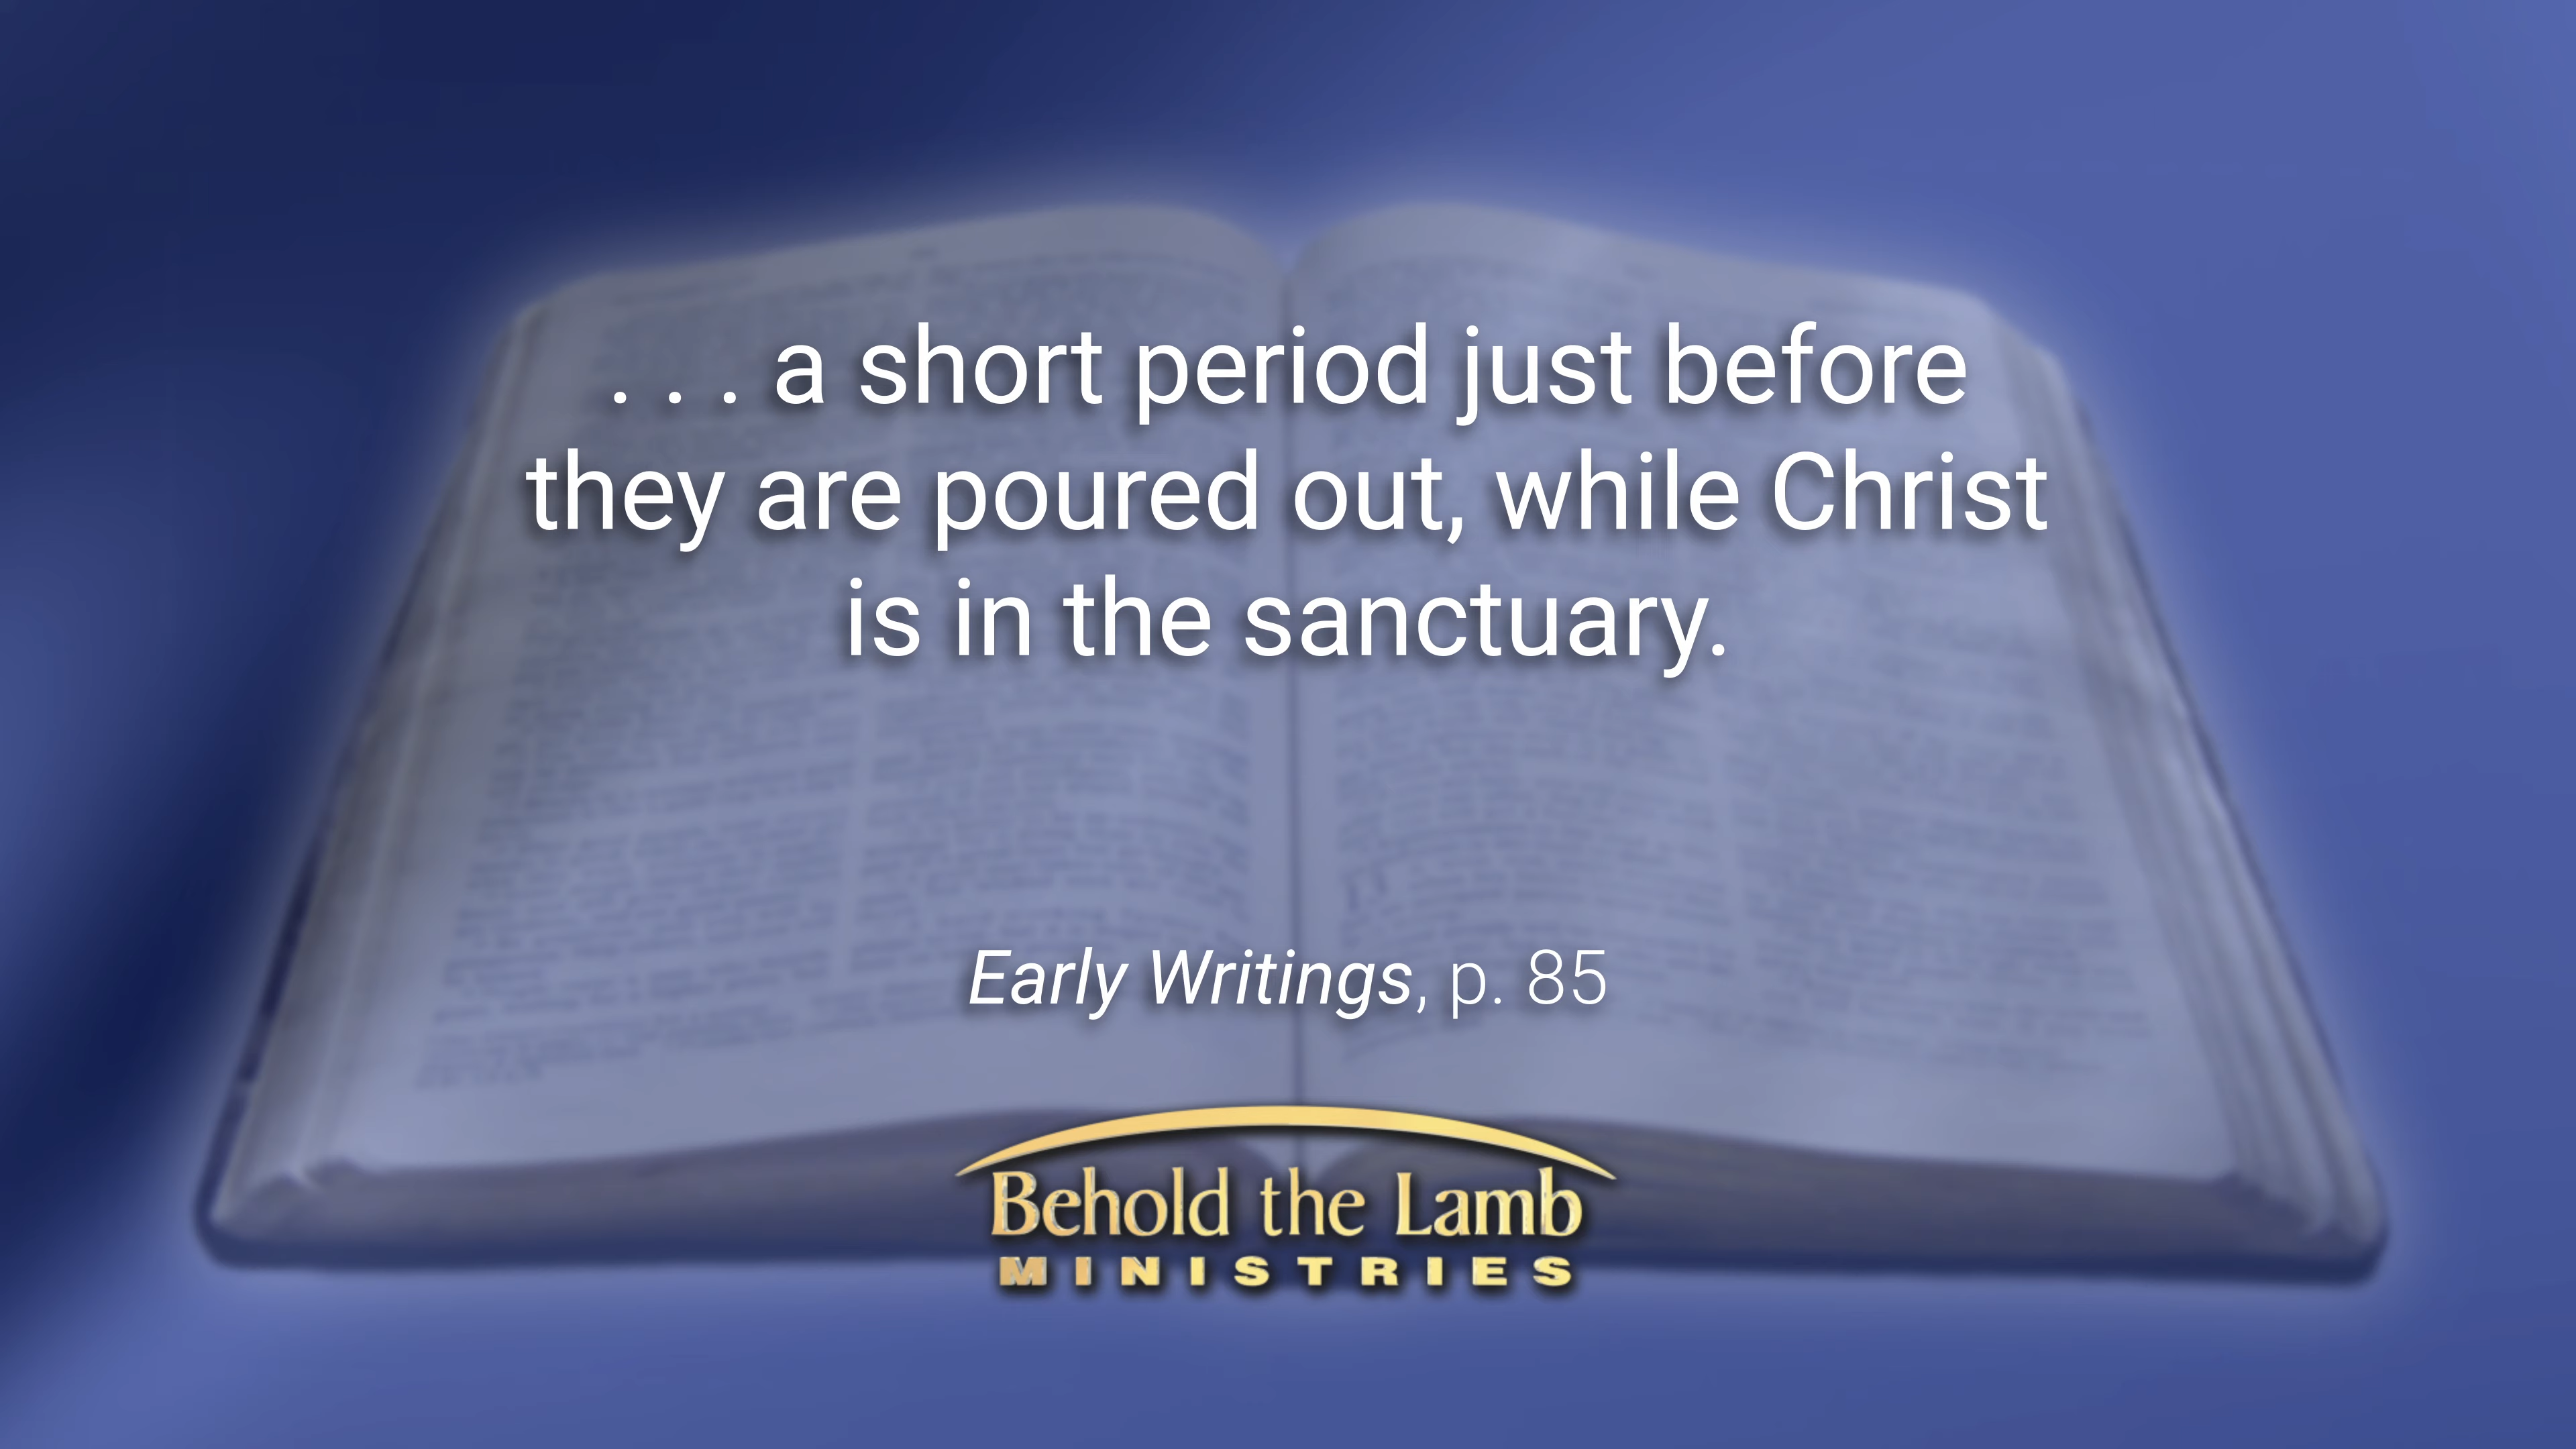 . . . a short period just before
they are poured out, while Christ
is in the sanctuary.
Early Writings, p. 85
Behold the Lamb
MINISTRIES